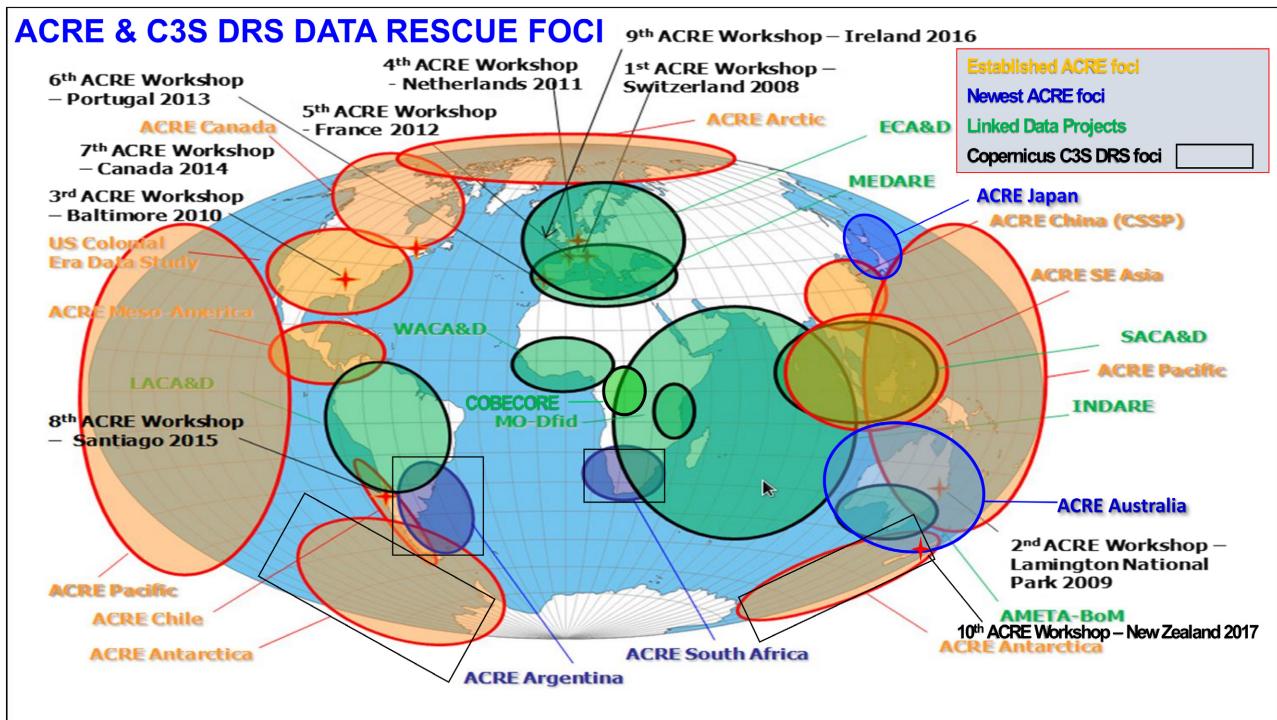 ACRE & C3S DRS DATA RESCUE FOCI
9th ACRE Workshop – Ireland 2016
4th ACRE Workshop
- Netherlands 2011
1st ACRE Workshop –
Switzerland 2008
6th ACRE Workshop
– Portugal 2013
5th ACRE Workshop
- France 2012
ACRE Canada
ACRE Arctic
ECA&D
Established ACRE foci
Newest ACRE foci
Linked Data Projects
Copernicus C3S DRS foci
7th ACRE Workshop
– Canada 2014
MEDARE
3rd ACRE Workshop
– Baltimore 2010
ACRE Japan
ACRE China (CSSP)
US Colonial
Era Data Study
ACRE SE Asia
ACRE Meso-America
WACA&D
SACA&D
LACA&D
ACRE Pacific
COBECORE
MO-Dfid
INDARE
8th ACRE Workshop
– Santiago 2015
ACRE Australia
2nd ACRE Workshop –
Lamington National
Park 2009
ACRE Pacific
ACRE Chile
AMETA-BoM
10th ACRE Workshop – New Zealand 2017
ACRE Antarctica
ACRE Antarctica
ACRE South Africa
ACRE Argentina